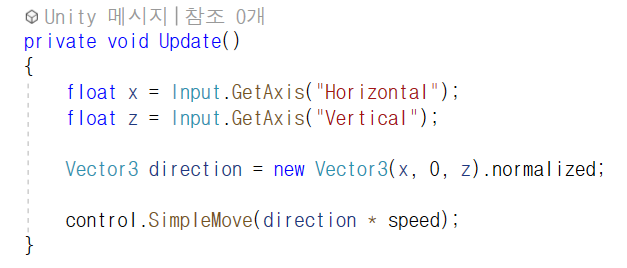 Unity 메시지 | 참조 0개
private void Update()
{
float x = Input.GetAxis("Horizontal");
float z = Input.GetAxis("Vertical");
Vector3 direction = new Vector3(x, 0, z).normalized;
control.SimpleMove(direction * speed);
}